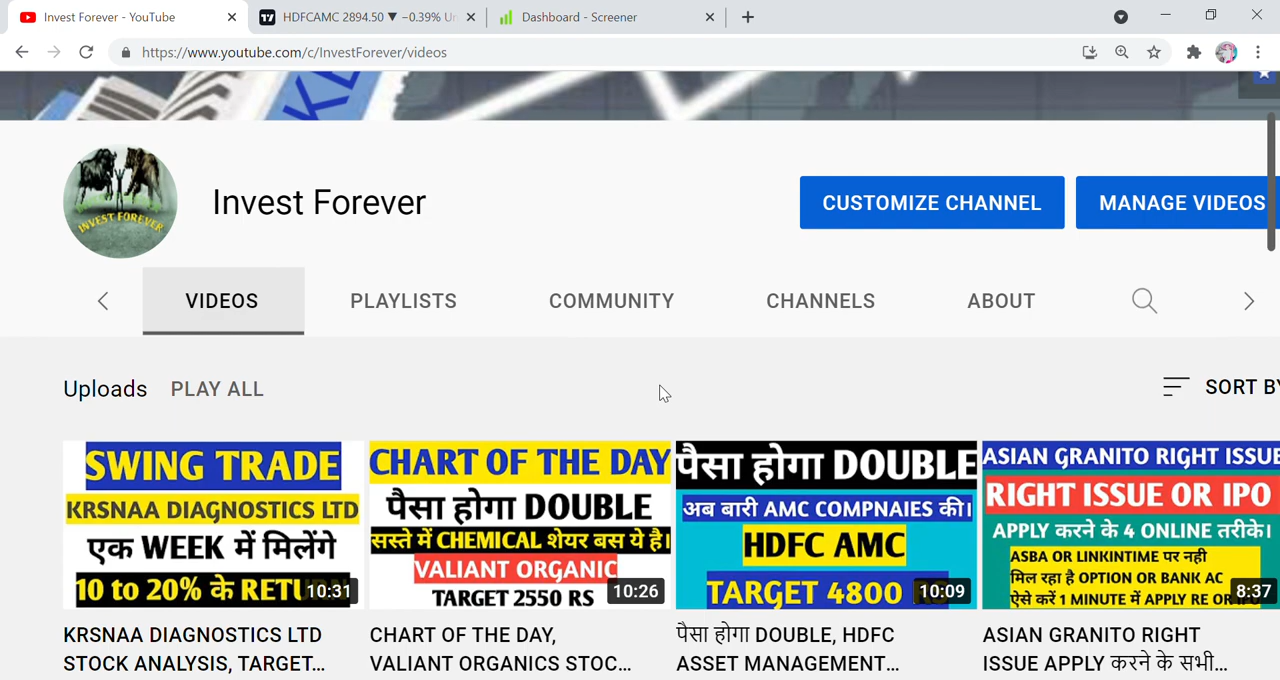 Invest Forever - YouTube
HDFCAMC 2894.50 ▼ −0.39% Un
Dashboard - Screener
https://www.youtube.com/c/InvestForever/videos
INVEST FOREVER
Invest Forever
CUSTOMIZE CHANNEL
MANAGE VIDEOS
VIDEOS
PLAYLISTS
COMMUNITY
CHANNELS
ABOUT
Uploads
PLAY ALL
SORT BY
SWING TRADE
KRSNAA DIAGNOSTICS LTD
एक WEEK में मिलेंगे
10 to 20% के RETU
10:31
KRSNAA DIAGNOSTICS LTD
STOCK ANALYSIS, TARGET...
CHART OF THE DAY
पैसा होगा DOUBLE
सस्ते में CHEMICAL शेयर बस ये है।
VALIANT ORGANIC
TARGET 2550 RS
10:26
CHART OF THE DAY,
VALIANT ORGANICS STOC...
पैसा होगा DOUBLE
अब बारी AMC COMPNAIES की।
HDFC AMC
TARGET 4800
10:09
पैसा होगा DOUBLE, HDFC
ASSET MANAGEMENT...
ASIAN GRANITO RIGHT ISSUE
RIGHT ISSUE OR IPO
APPLY करने के 4 ONLINE तरीके।
ASBA OR LINKINTIME पर नही
मिल रहा है OPTION OR BANK AC
ऐसे करें 1 MINUTE में APPLY RE OR
8:37
ASIAN GRANITO RIGHT
ISSUE APPLY करने के सभी...